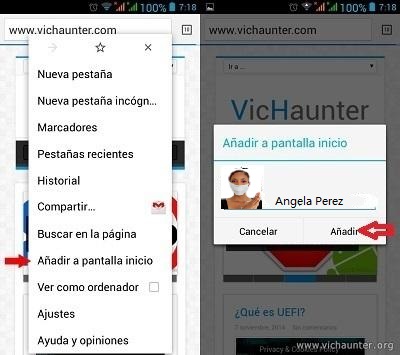 100% 7:18
www.vichaunter.com
18
Nueva pestaña
Nueva pestaña incógn...
Marcadores
Pestañas recientes
Historial
Compartir...
Buscar en la página
Añadir a pantalla inicio
Ver como ordenador
Ajustes
Ayuda y opiniones
100% 7:18
www.vichaunter.com
Ir a ...
VicHaunter
Añadir a pantalla inicio
Angela Perez
Cancelar
Añadir
¿Qué es UEFI?
7 noviembre, 2014 Sin comentarios
Privacy & Cookies Policy
www.vichaunter.org